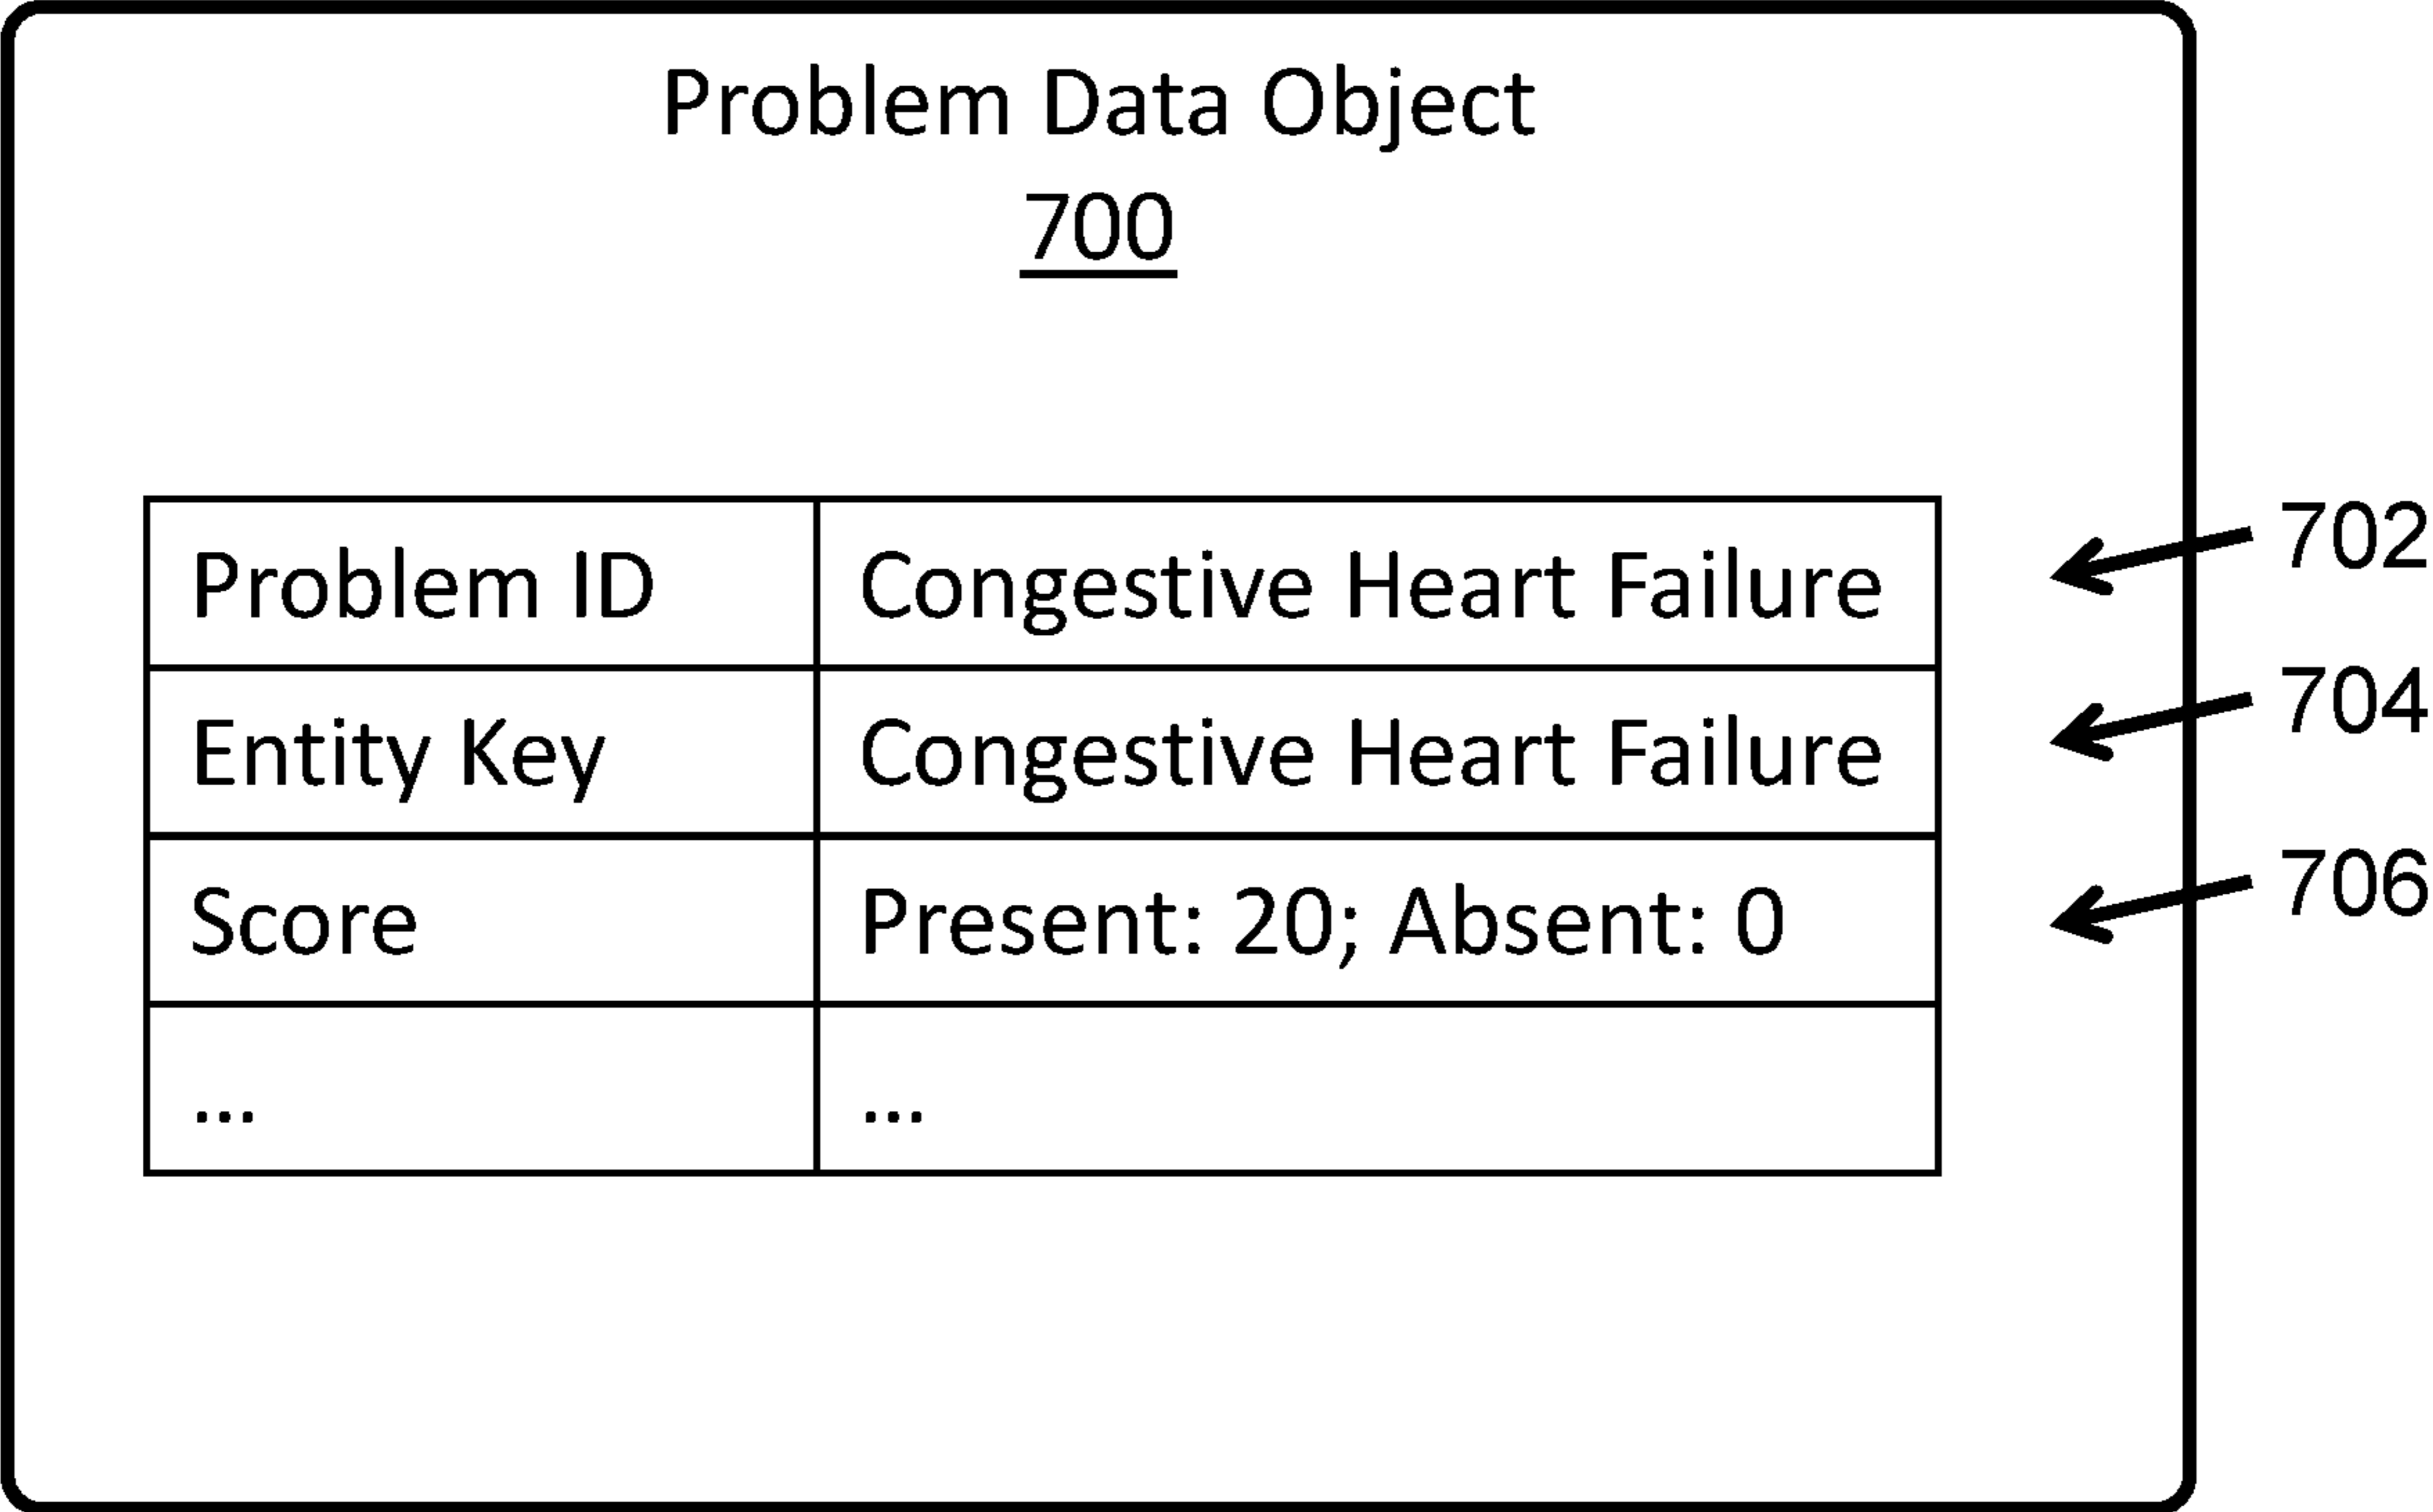 Problem Data Object
700
Problem ID Congestive Heart Failure 702
Entity Key Congestive Heart Failure 704
Score Present: 20; Absent: 0 706
... ...